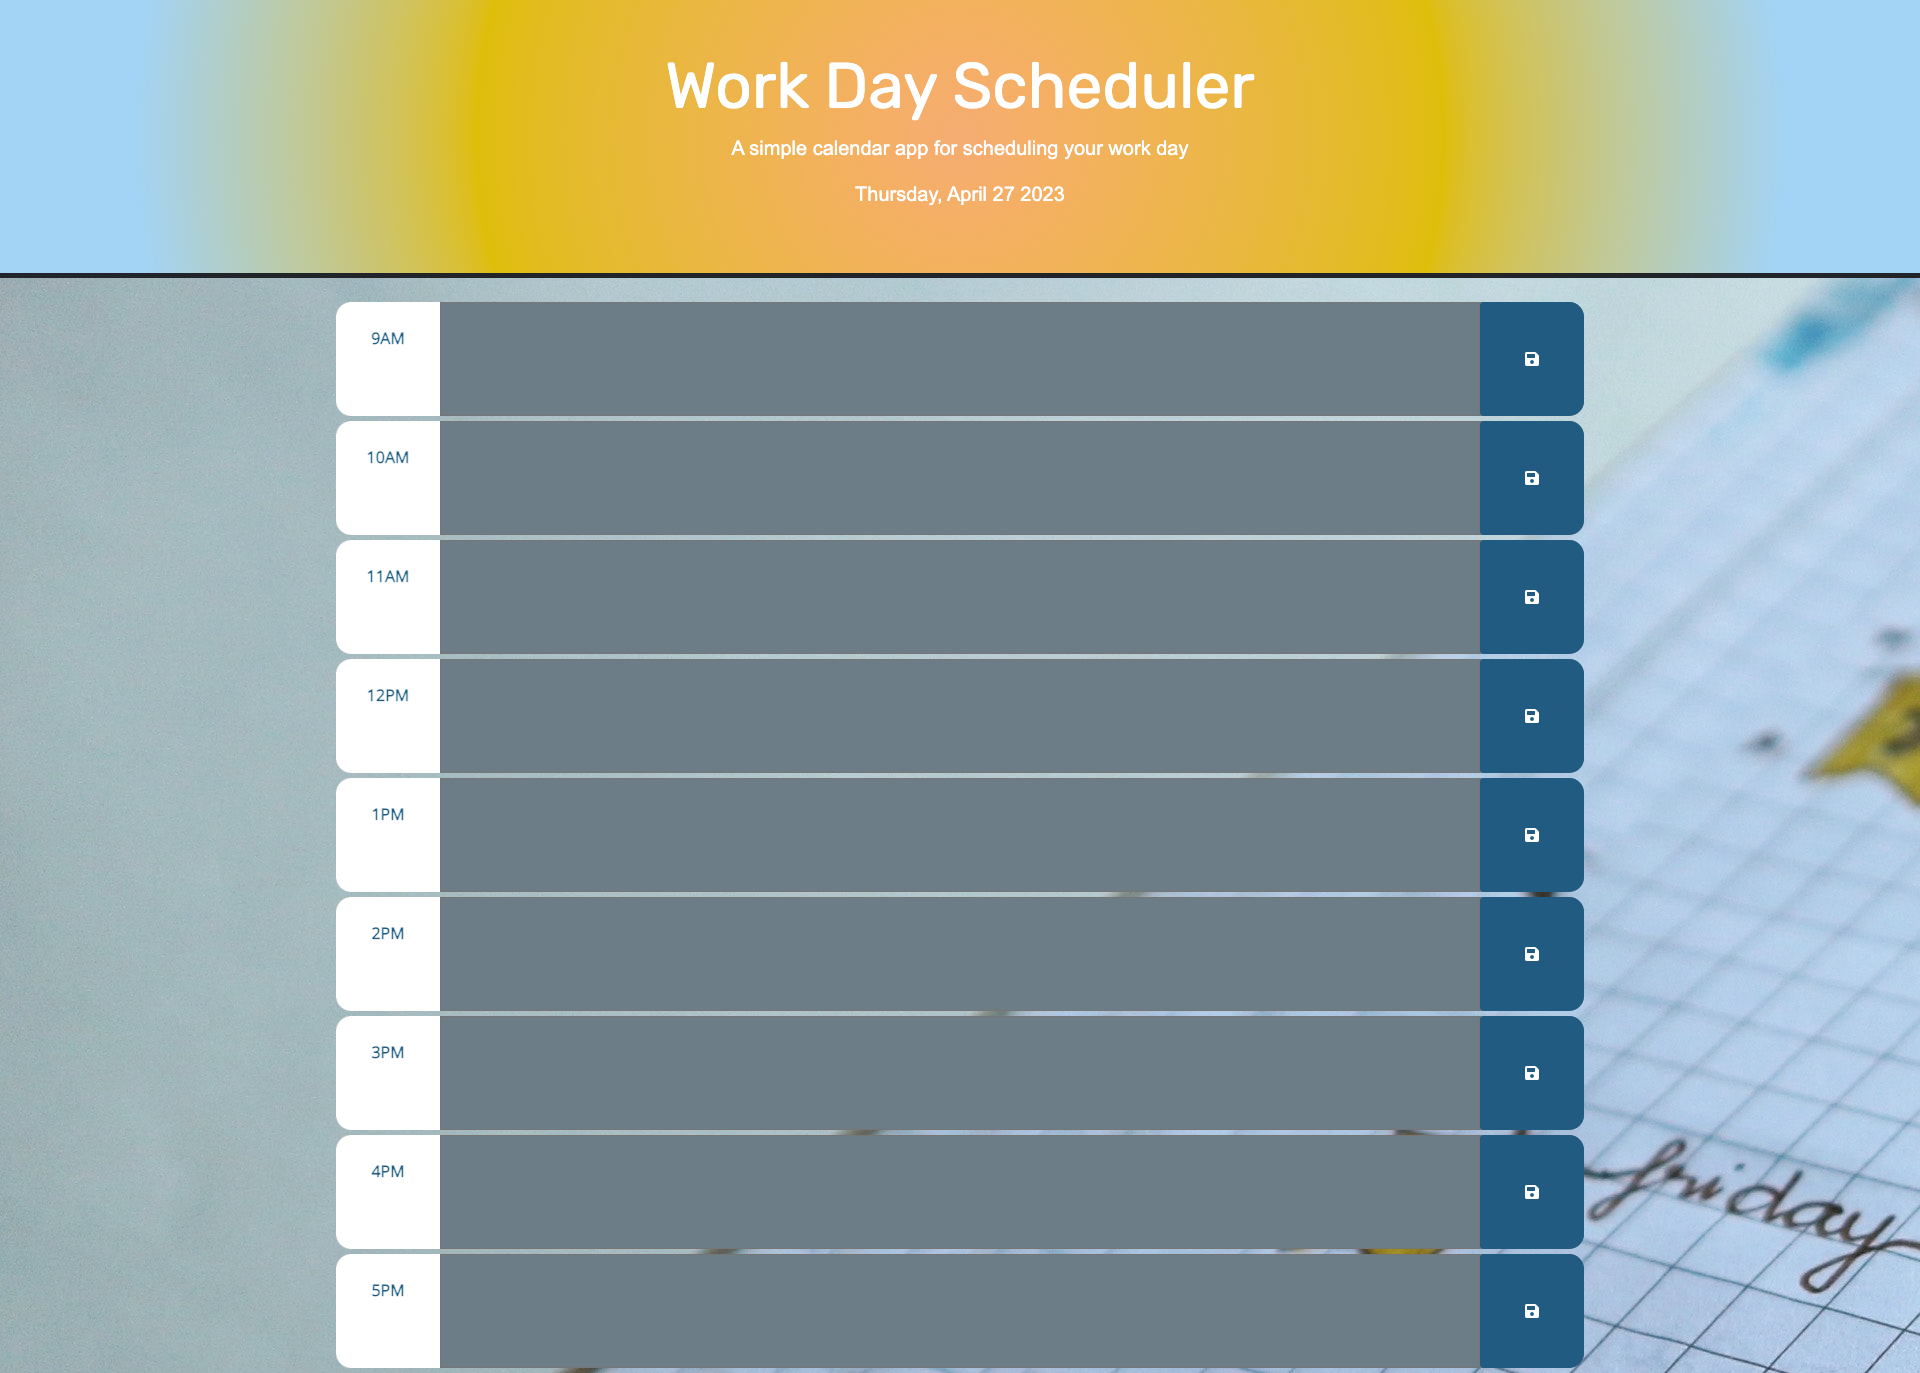 Work Day Scheduler
A simple calendar app for scheduling your work day
Thursday, April 27 2023
9AM
10AM
11AM
12PM
1PM
2PM
3PM
4PM
friday
5PM